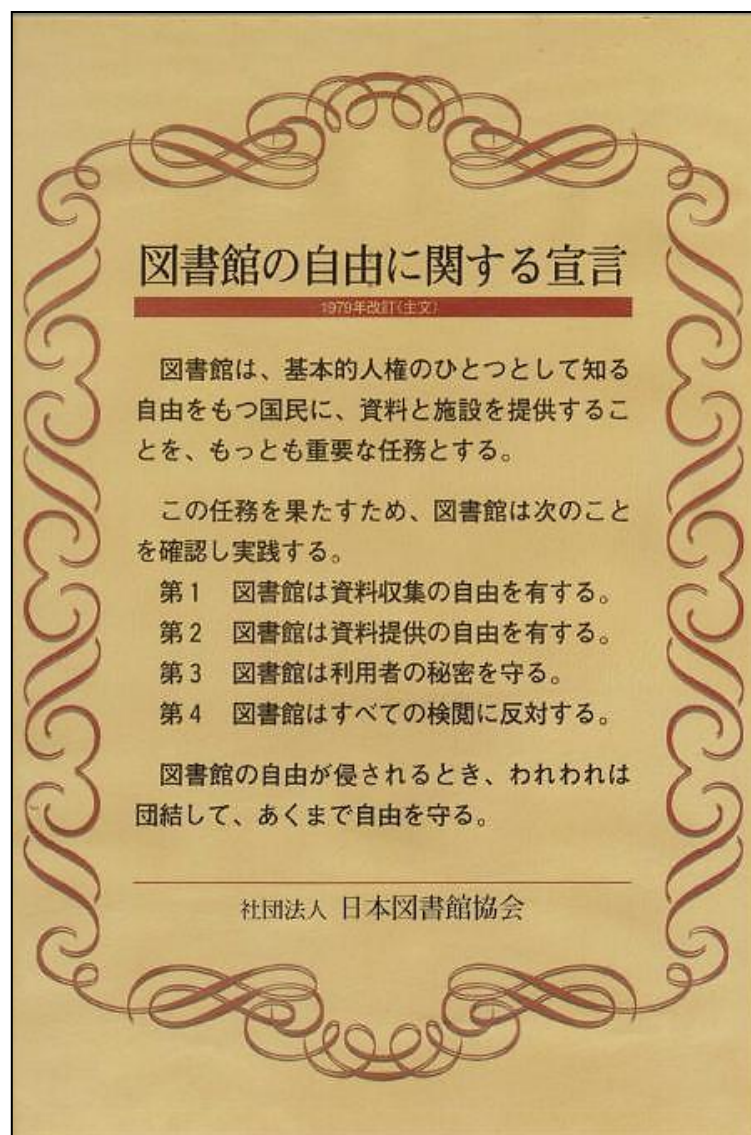 図書館の自由に関する宣言
1979年改訂(主文)
図書館は、基本的人権のひとつとして知る
自由をもつ国民に、資料と施設を提供するこ
とを、もっとも重要な任務とする。
この任務を果たすため、図書館は次のこと
を確認し実践する。
第1　図書館は資料収集の自由を有する。
第2　図書館は資料提供の自由を有する。
第3　図書館は利用者の秘密を守る。
第4　図書館はすべての検閲に反対する。
図書館の自由が侵されるとき、われわれは
団結して、あくまで自由を守る。
社団法人 日本図書館協会